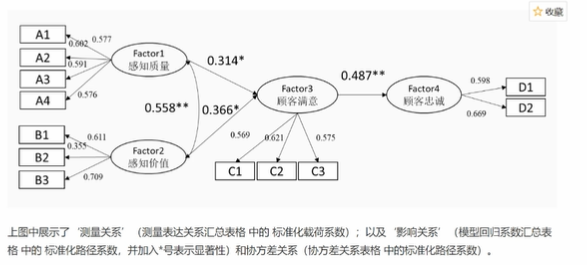 ☆ 收藏
A1
A2
A3
A4
0.602
0.577
0.591
0.576
Factor1
感知质量
0.314*
0.558**
0.366*
Factor3
顾客满意
0.487**
Factor4
顾客忠诚
0.598
0.669
D1
D2
B1
B2
B3
0.611
0.355
0.709
Factor2
感知价值
0.569
0.621
0.575
C1
C2
C3
上图中展示了‘测量关系’(测量表达关系汇总表格 中的 标准化载荷系数);以及‘影响关系’(模型回归系数汇总表
格 中的 标准化路径系数,并加入*号表示显著性)和协方差关系(协方差关系表格 中的标准化路径系数)。